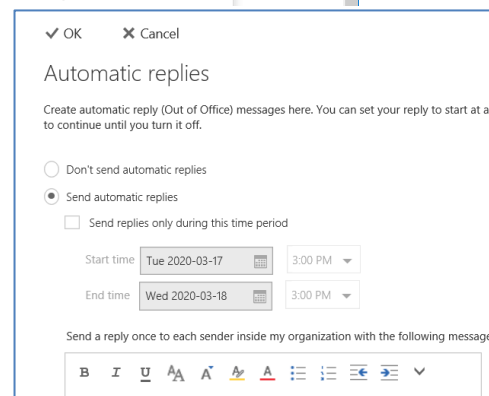 OK Cancel
Automatic replies
Create automatic reply (Out of Office) messages here. You can set your reply to start at a
to continue until you turn it off.
Don't send automatic replies
Send automatic replies
Send replies only during this time period
Start time Tue 2020-03-17 3:00 PM
End time Wed 2020-03-18 3:00 PM
Send a reply once to each sender inside my organization with the following message
B I U AA A A A